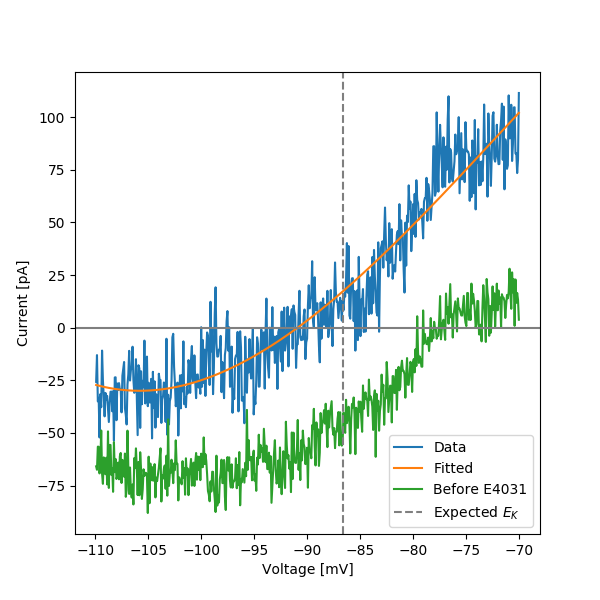 100
75
50
25
0
−25
−50
−75
Current [pA]
−110 −105 −100 −95 −90 −85 −80 −75 −70
Voltage [mV]
Data
Fitted
Before E4031
Expected E_K